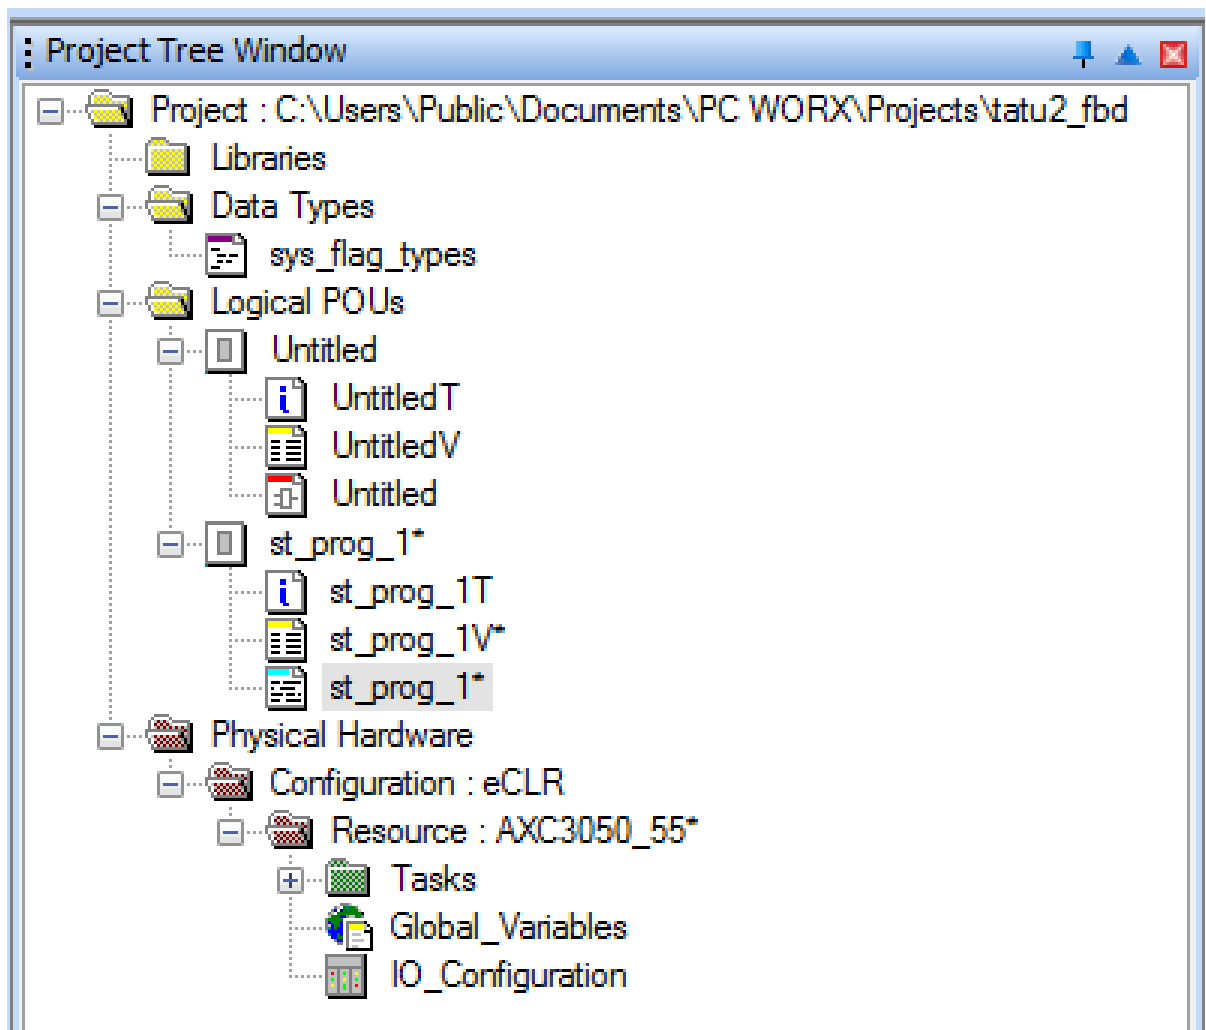 Project Tree Window
Project : C:\Users\Public\Documents\PC WORX\Projects\tatu2_fbd
Libraries
Data Types
sys_flag_types
Logical POUs
Untitled
UntitledT
UntitledV
Untitled
st_prog_1*
st_prog_1T
st_prog_1V*
st_prog_1*
Physical Hardware
Configuration : eCLR
Resource : AXC3050_55*
Tasks
Global_Variables
IO_Configuration